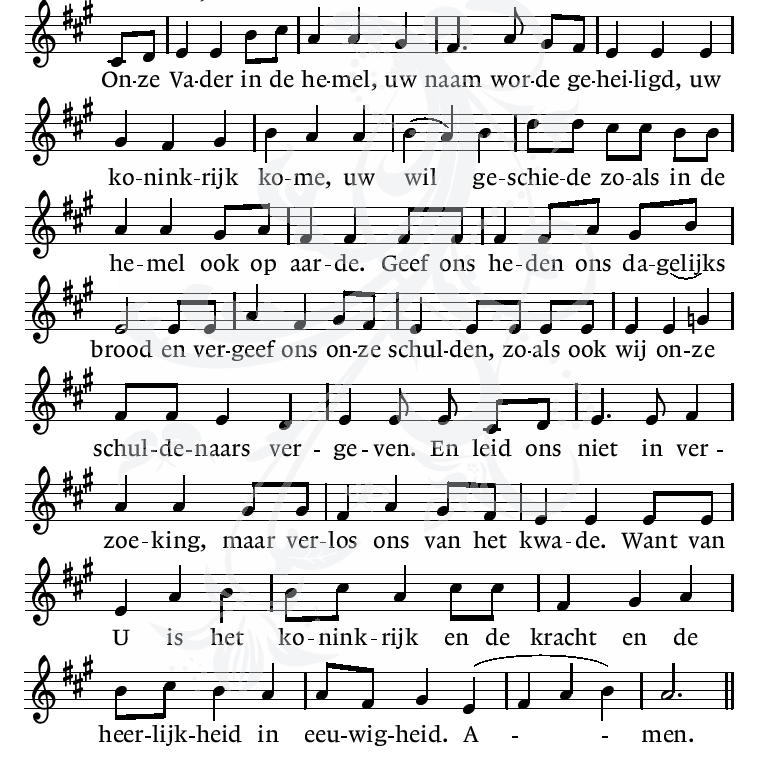 On-ze Va-der in de he-mel, uw naam wor-de ge-hei-ligd, uw
ko-nink-rijk ko-me, uw wil ge-schie-de zo-als in de
he-mel ook op aar-de. Geef ons he-den ons da-gelijks
brood en ver-geef ons on-ze schul-den, zo-als ook wij on-ze
schul-de-naars ver - ge-ven. En leid ons niet in ver -
zoe-king, maar ver-los ons van het kwa-de. Want van
U is het ko-nink-rijk en de kracht en de
heer-lijk-heid in eeu-wig-heid. A - - men.